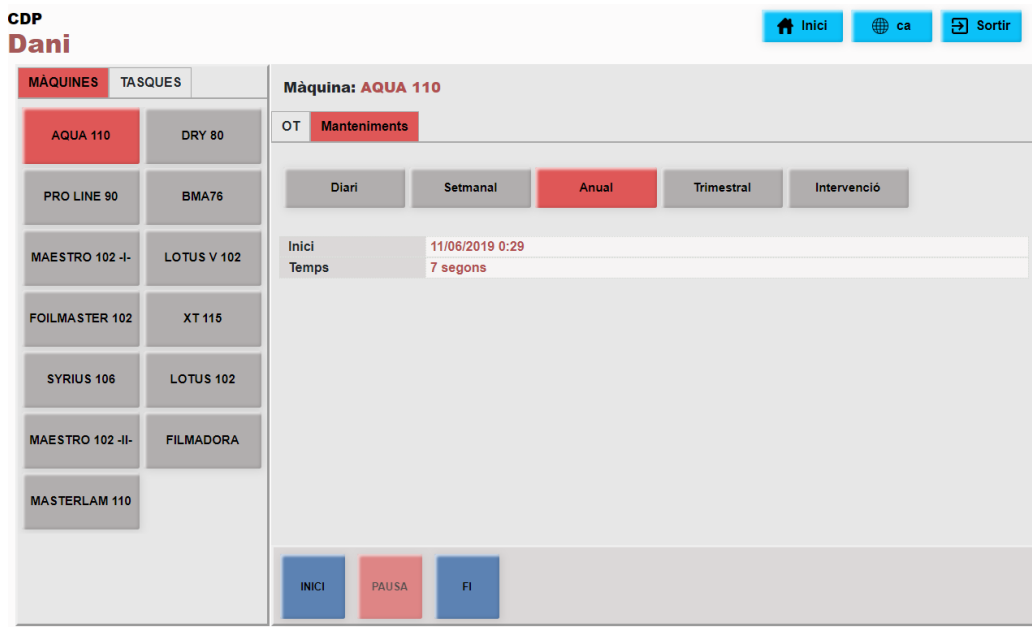 CDP
Dani
Inici
ca
Sortir
MÀQUINES TASQUES
AQUA 110 DRY 80
PRO LINE 90 BMA76
MAESTRO 102 -I- LOTUS V 102
FOILMASTER 102 XT 115
SYRIUS 106 LOTUS 102
MAESTRO 102 -II- FILMADORA
MASTERLAM 110
Màquina: AQUA 110
OT Manteniments
Diari Setmanal Anual Trimestral Intervenció
Inici 11/06/2019 0:29
Temps 7 segons
INICI PAUSA FI